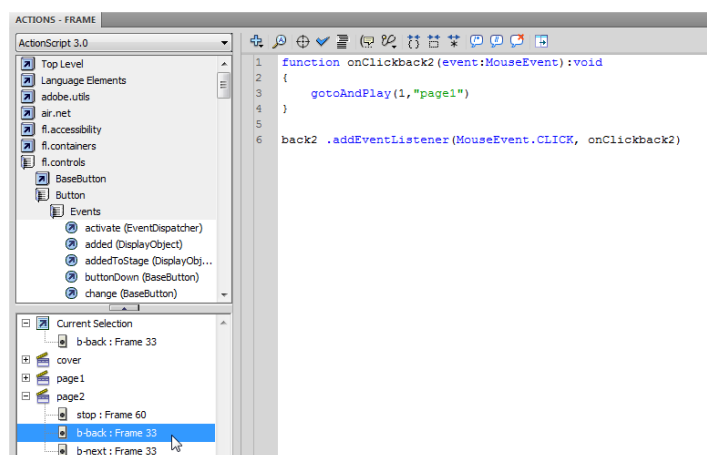 ACTIONS - FRAME
ActionScript 3.0
Top Level
Language Elements
adobe.utils
air.net
fl.accessibility
fl.containers
fl.controls
BaseButton
Button
Events
activate (EventDispatcher)
added (DisplayObject)
addedToStage (DisplayObj...
buttonDown (BaseButton)
change (BaseButton)
Current Selection
b-back : Frame 33
cover
page1
page2
stop : Frame 60
b-back : Frame 33
b-next : Frame 33
1 function onClickback2(event:MouseEvent):void
2 {
3 gotoAndPlay(1,"page1")
4 }
5
6 back2 .addEventListener(MouseEvent.CLICK, onClickback2)